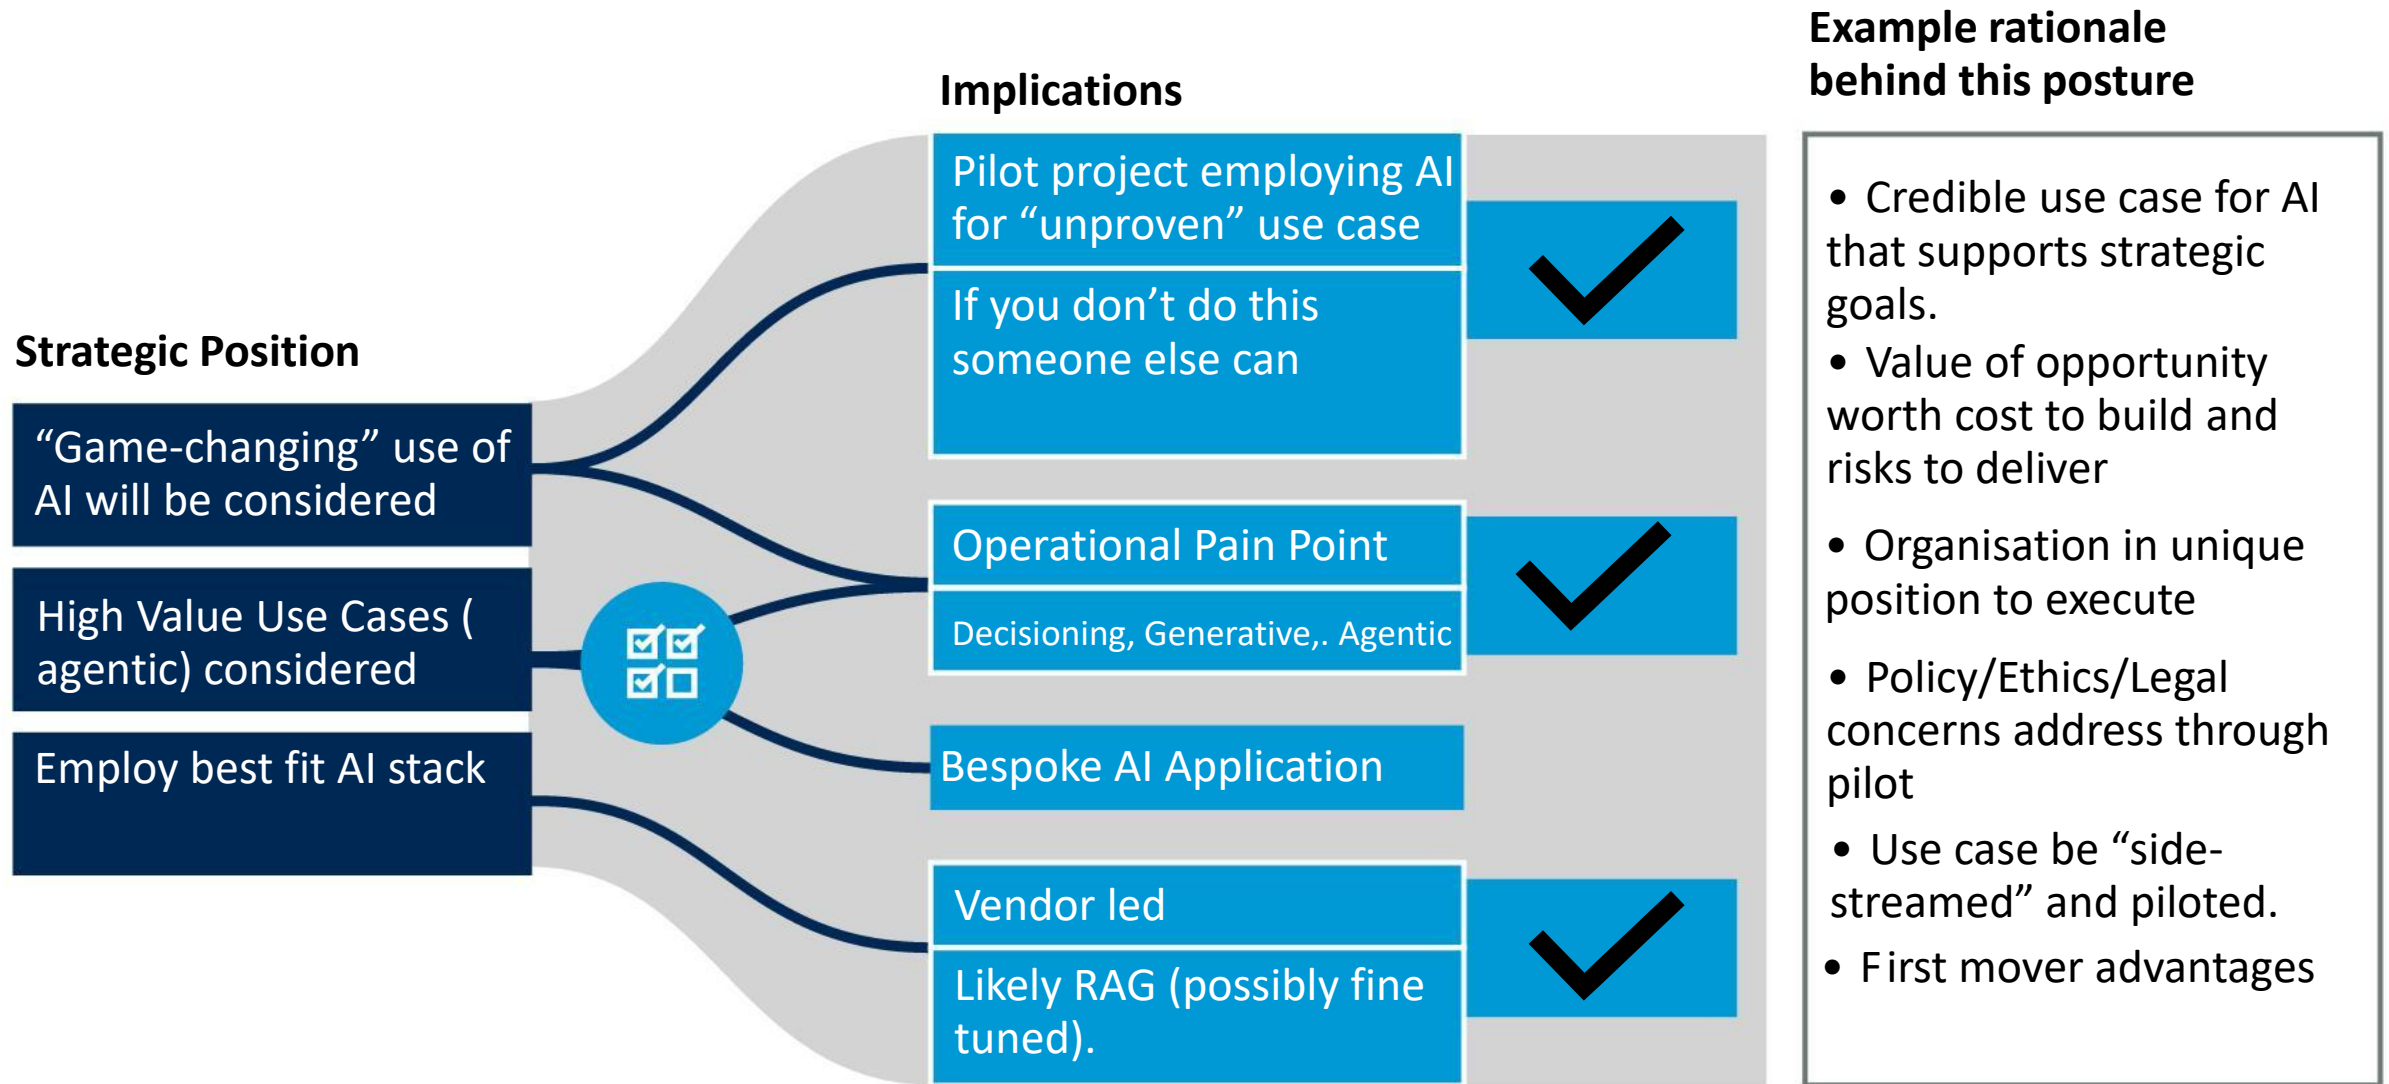 Strategic Position
“Game-changing” use of
AI will be considered
High Value Use Cases (
agentic) considered
Employ best fit AI stack
Implications
Pilot project employing AI
for “unproven” use case
If you don’t do this
someone else can
Operational Pain Point
Decisioning, Generative,. Agentic
Bespoke AI Application
Vendor led
Likely RAG (possibly fine
tuned).
Example rationale
behind this posture
• Credible use case for AI
that supports strategic
goals.
• Value of opportunity
worth cost to build and
risks to deliver
• Organisation in unique
position to execute
• Policy/Ethics/Legal
concerns address through
pilot
• Use case be “side-
streamed” and piloted.
• First mover advantages